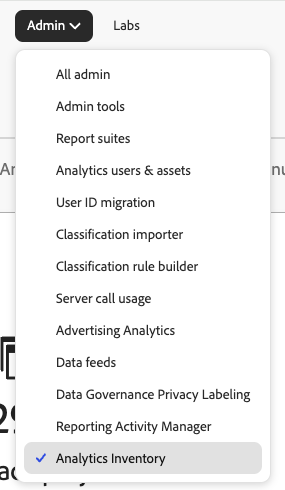 Admin
Labs
All admin
Admin tools
Report suites
Analytics users & assets
User ID migration
Classification importer
Classification rule builder
Server call usage
Advertising Analytics
Data feeds
Data Governance Privacy Labeling
Reporting Activity Manager
Analytics Inventory